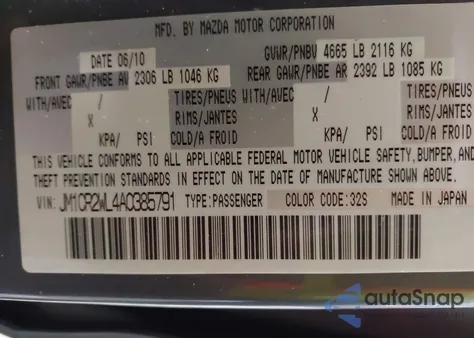 MFD. BY MAZDA MOTOR CORPORATION
DATE 06/10 GVWR/PNBV 4665 LB 2116 KG
FRONT GAWR/PNBE AV 2306 LB 1046 KG REAR GAWR/PNBE AR 2392 LB 1085 KG
WITH/AVEC / TIRES/PNEUS WITH/AVEC / TIRES/PNEUS
X RIMS/JANTES X RIMS/JANTES
KPA/ PSI COLD/A FROID KPA/ PSI COLD/A FROID
THIS VEHICLE CONFORMS TO ALL APPLICABLE FEDERAL MOTOR VEHICLE SAFETY, BUMPER, AND
THEFT PREVENTION STANDARDS IN EFFECT ON THE DATE OF MANUFACTURE SHOWN ABOVE.
VIN: JM1CR2WL4A0385791 TYPE:PASSENGER COLOR CODE:32S MADE IN JAPAN
autoSnap